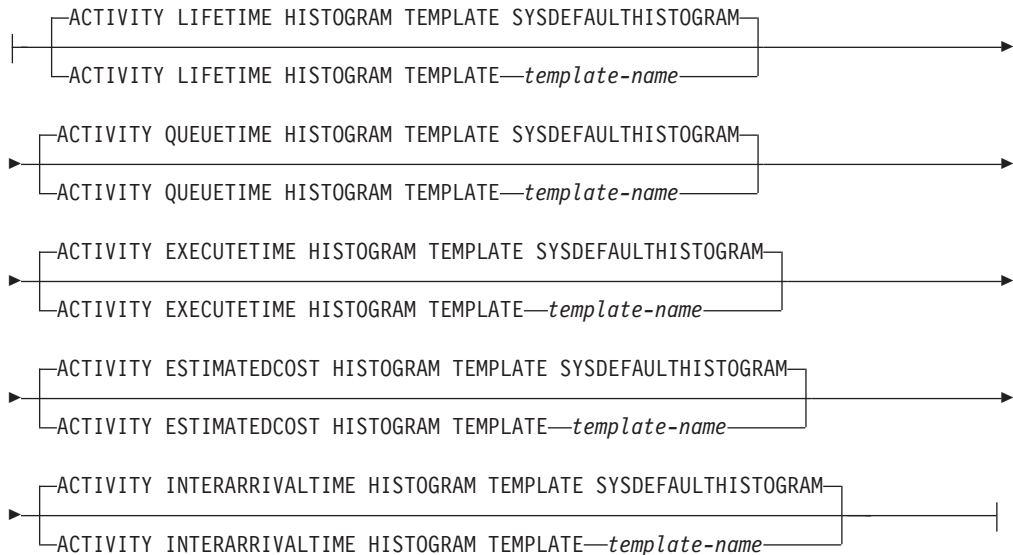 ACTIVITY LIFETIME HISTOGRAM TEMPLATE SYSDEFAULTHISTOGRAM
ACTIVITY LIFETIME HISTOGRAM TEMPLATE template-name
ACTIVITY QUEUETIME HISTOGRAM TEMPLATE SYSDEFAULTHISTOGRAM
ACTIVITY QUEUETIME HISTOGRAM TEMPLATE template-name
ACTIVITY EXECUTETIME HISTOGRAM TEMPLATE SYSDEFAULTHISTOGRAM
ACTIVITY EXECUTETIME HISTOGRAM TEMPLATE template-name
ACTIVITY ESTIMATEDCOST HISTOGRAM TEMPLATE SYSDEFAULTHISTOGRAM
ACTIVITY ESTIMATEDCOST HISTOGRAM TEMPLATE template-name
ACTIVITY INTERARRIVALTIME HISTOGRAM TEMPLATE SYSDEFAULTHISTOGRAM
ACTIVITY INTERARRIVALTIME HISTOGRAM TEMPLATE template-name